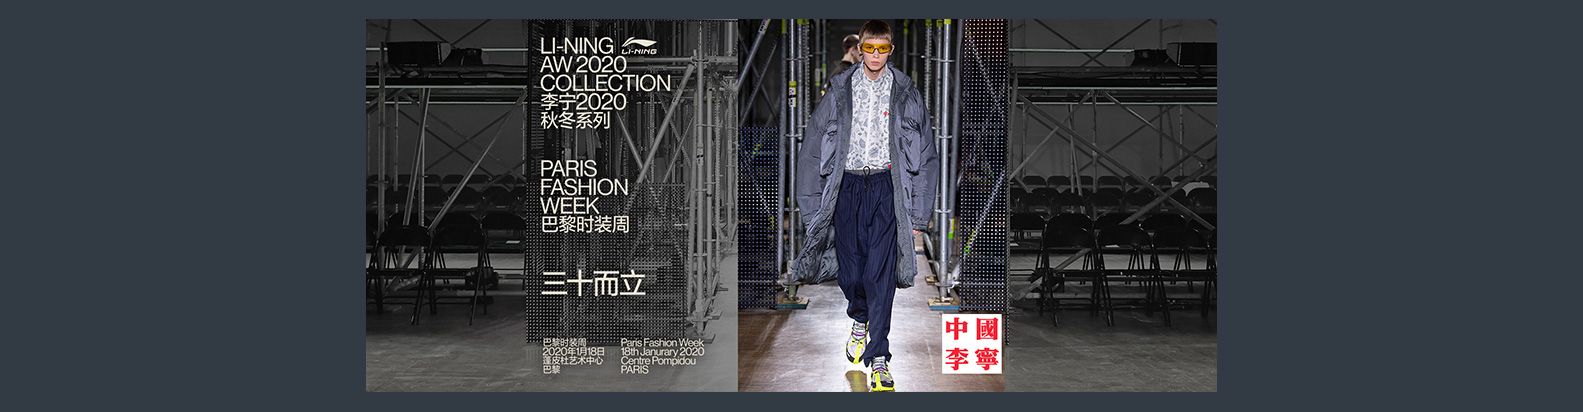 LI-NING
LI-NING
AW 2020
COLLECTION
李宁2020
秋冬系列
PARIS
FASHION
WEEK
巴黎时装周
三十而立
巴黎时装周
2020年1月18日
蓬皮杜艺术中心
巴黎
Paris Fashion Week
18th Janurary 2020
Centre Pompidou
PARIS
中國
李寧